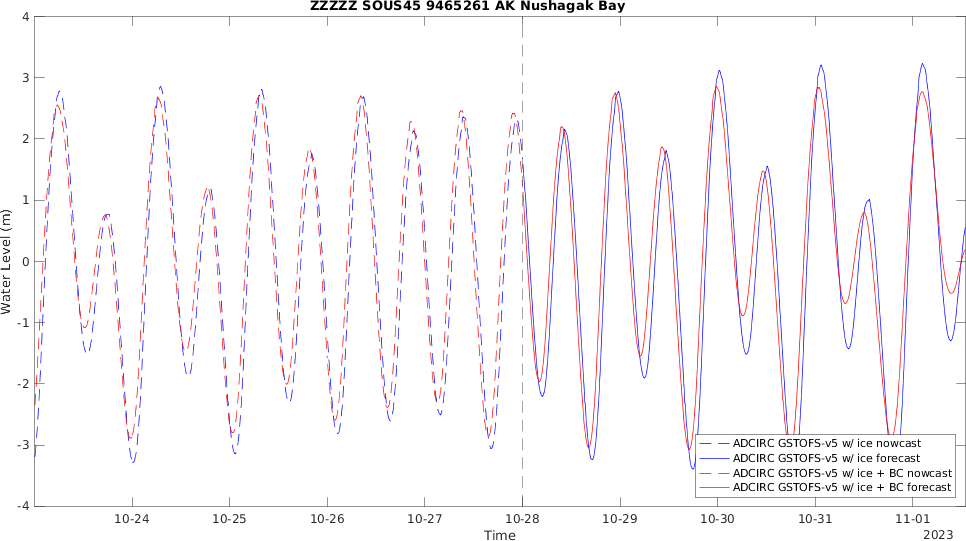 ZZZZZ SOUS45 9465261 AK Nushagak Bay
4
3
2
1
0
-1
-2
-3
-4
Water Level (m)
ADCIRC GSTOFS-v5 w/ ice nowcast
ADCIRC GSTOFS-v5 w/ ice forecast
ADCIRC GSTOFS-v5 w/ ice + BC nowcast
ADCIRC GSTOFS-v5 w/ ice + BC forecast
10-24 10-25 10-26 10-27 10-28 10-29 10-30 10-31 11-01
Time
2023